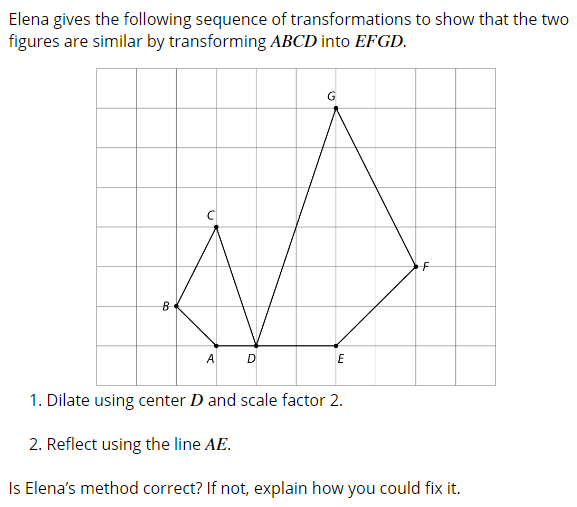 Elena gives the following sequence of transformations to show that the two
figures are similar by transforming ABCD into EFGD.
G
C
F
B
A D E
1. Dilate using center D and scale factor 2.
2. Reflect using the line AE.
Is Elena’s method correct? If not, explain how you could fix it.